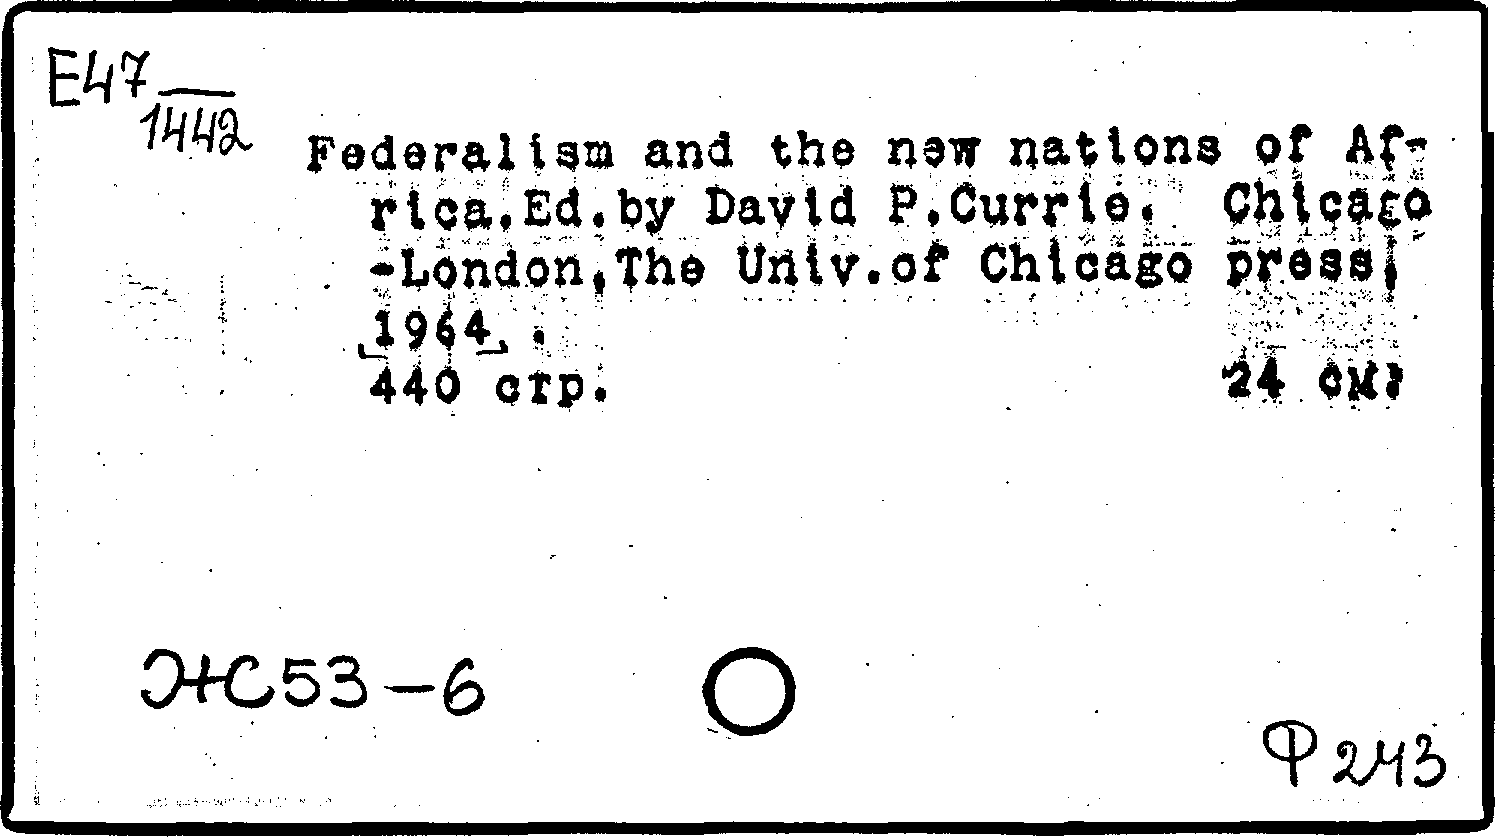 E47
1442
Federalism and the new nations of Af-
rica.Ed.by David P.Currie. Chicago
-London,The Univ.of Chicago press,
[1964].
440 стр. 24 см.
Ж53-6
Ф243